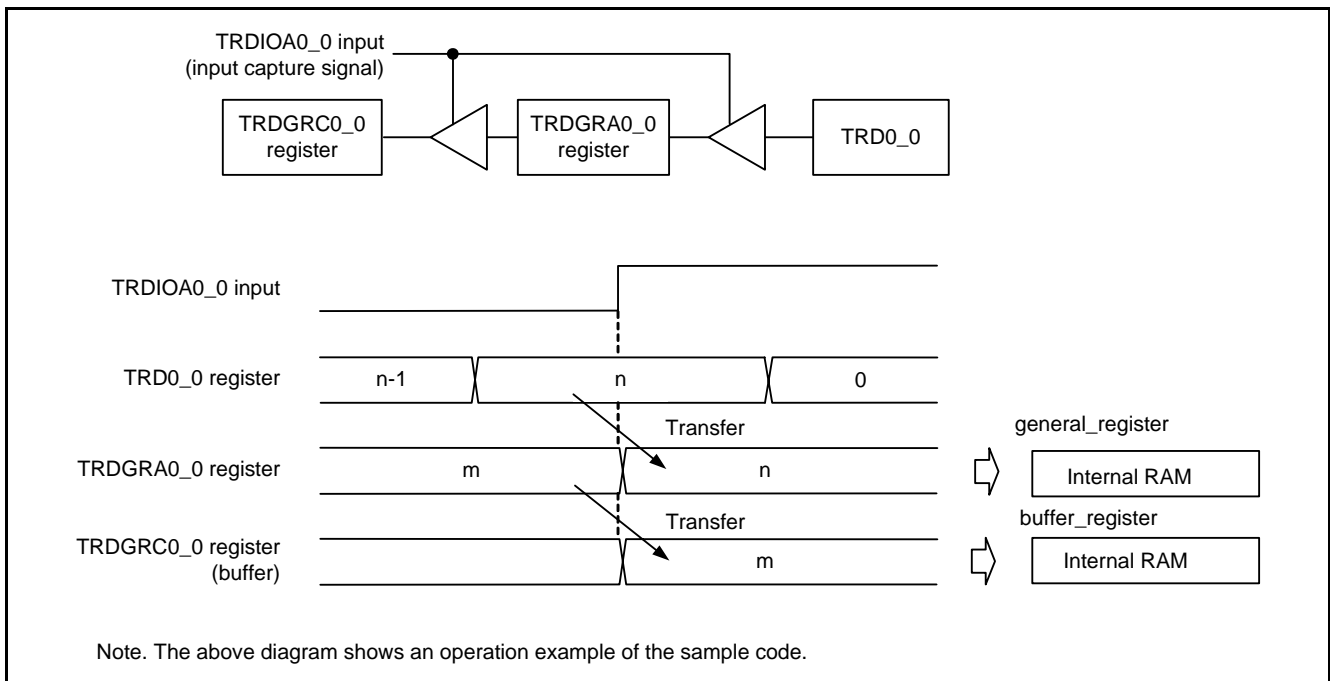 TRDIOA0_0 input
(input capture signal)
TRDGRC0_0
register
TRDGRA0_0
register
TRD0_0
TRDIOA0_0 input
TRD0_0 register
n-1
n
0
Transfer
general_register
TRDGRA0_0 register
m
n
Internal RAM
Transfer
buffer_register
TRDGRC0_0 register
(buffer)
m
Internal RAM
Note. The above diagram shows an operation example of the sample code.